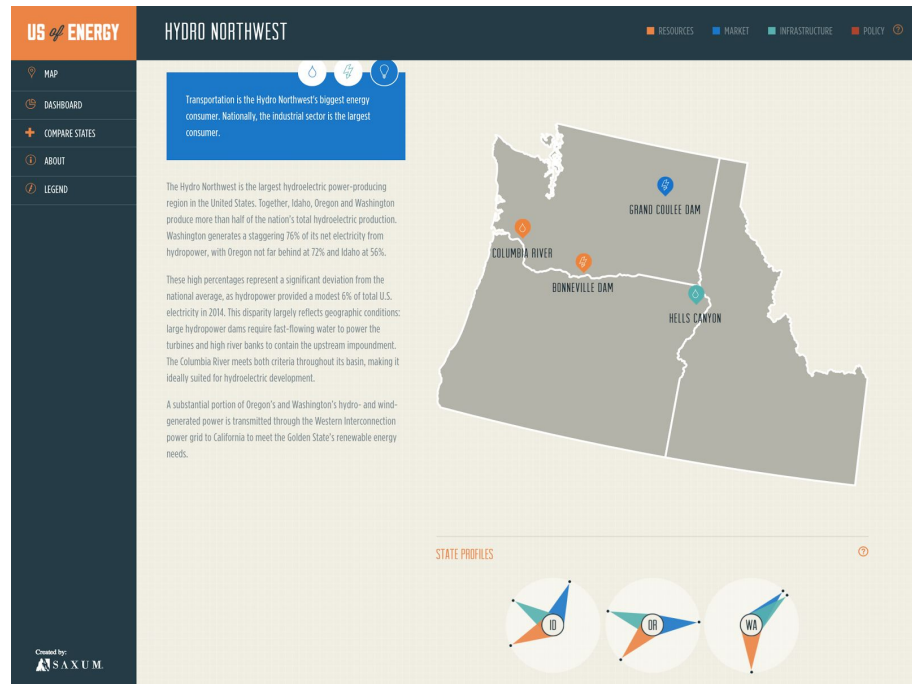 US of ENERGY
HYDRO NORTHWEST
RESOURCES
MARKET
INFRASTRUCTURE
POLICY
?
MAP
DASHBOARD
COMPARE STATES
ABOUT
LEGEND
Transportation is the Hydro Northwest's biggest energy
consumer. Nationally, the industrial sector is the largest
consumer.
The Hydro Northwest is the largest hydroelectric power-producing
region in the United States. Together, Idaho, Oregon and Washington
produce more than half of the nation's total hydroelectric production.
Washington generates a staggering 76% of its net electricity from
hydropower, with Oregon not far behind at 72% and Idaho at 56%.
These high percentages represent a significant deviation from the
national average, as hydropower provided a modest 6% of total U.S.
electricity in 2014. This disparity largely reflects geographic conditions:
large hydropower dams require fast-flowing water to power the
turbines and high river banks to contain the upstream impoundment.
The Columbia River meets both criteria throughout its basin, making it
ideally suited for hydroelectric development.
A substantial portion of Oregon's and Washington's hydro- and wind-
generated power is transmitted through the Western Interconnection
power grid to California to meet the Golden State's renewable energy
needs.
GRAND COULEE DAM
COLUMBIA RIVER
BONNEVILLE DAM
HELLS CANYON
STATE PROFILES
?
ID
OR
WA
Created by:
SAXUM.